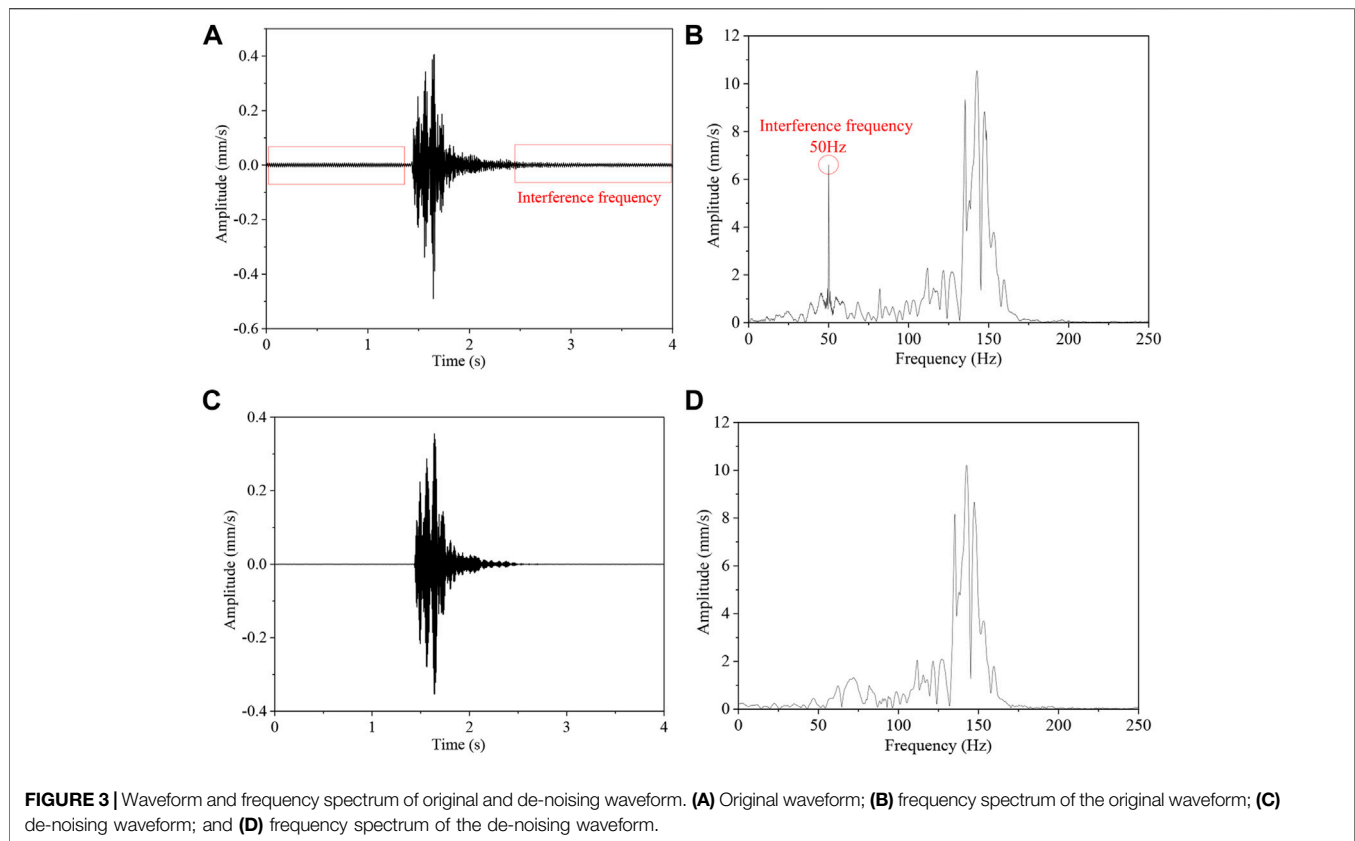 A
0.4
0.2
0.0
-0.2
-0.4
-0.6
Amplitude (mm/s)
Interference frequency
0
1
2
3
4
Time (s)
B
12
10
8
6
4
2
0
Amplitude (mm/s)
Interference frequency
50Hz
0
50
100
150
200
250
Frequency (Hz)
C
0.4
0.2
0.0
-0.2
-0.4
Amplitude (mm/s)
0
1
2
3
4
Time (s)
D
12
10
8
6
4
2
0
Amplitude (mm/s)
0
50
100
150
200
250
Frequency (Hz)
FIGURE 3 | Waveform and frequency spectrum of original and de-noising waveform. (A) Original waveform; (B) frequency spectrum of the original waveform; (C)
de-noising waveform; and (D) frequency spectrum of the de-noising waveform.